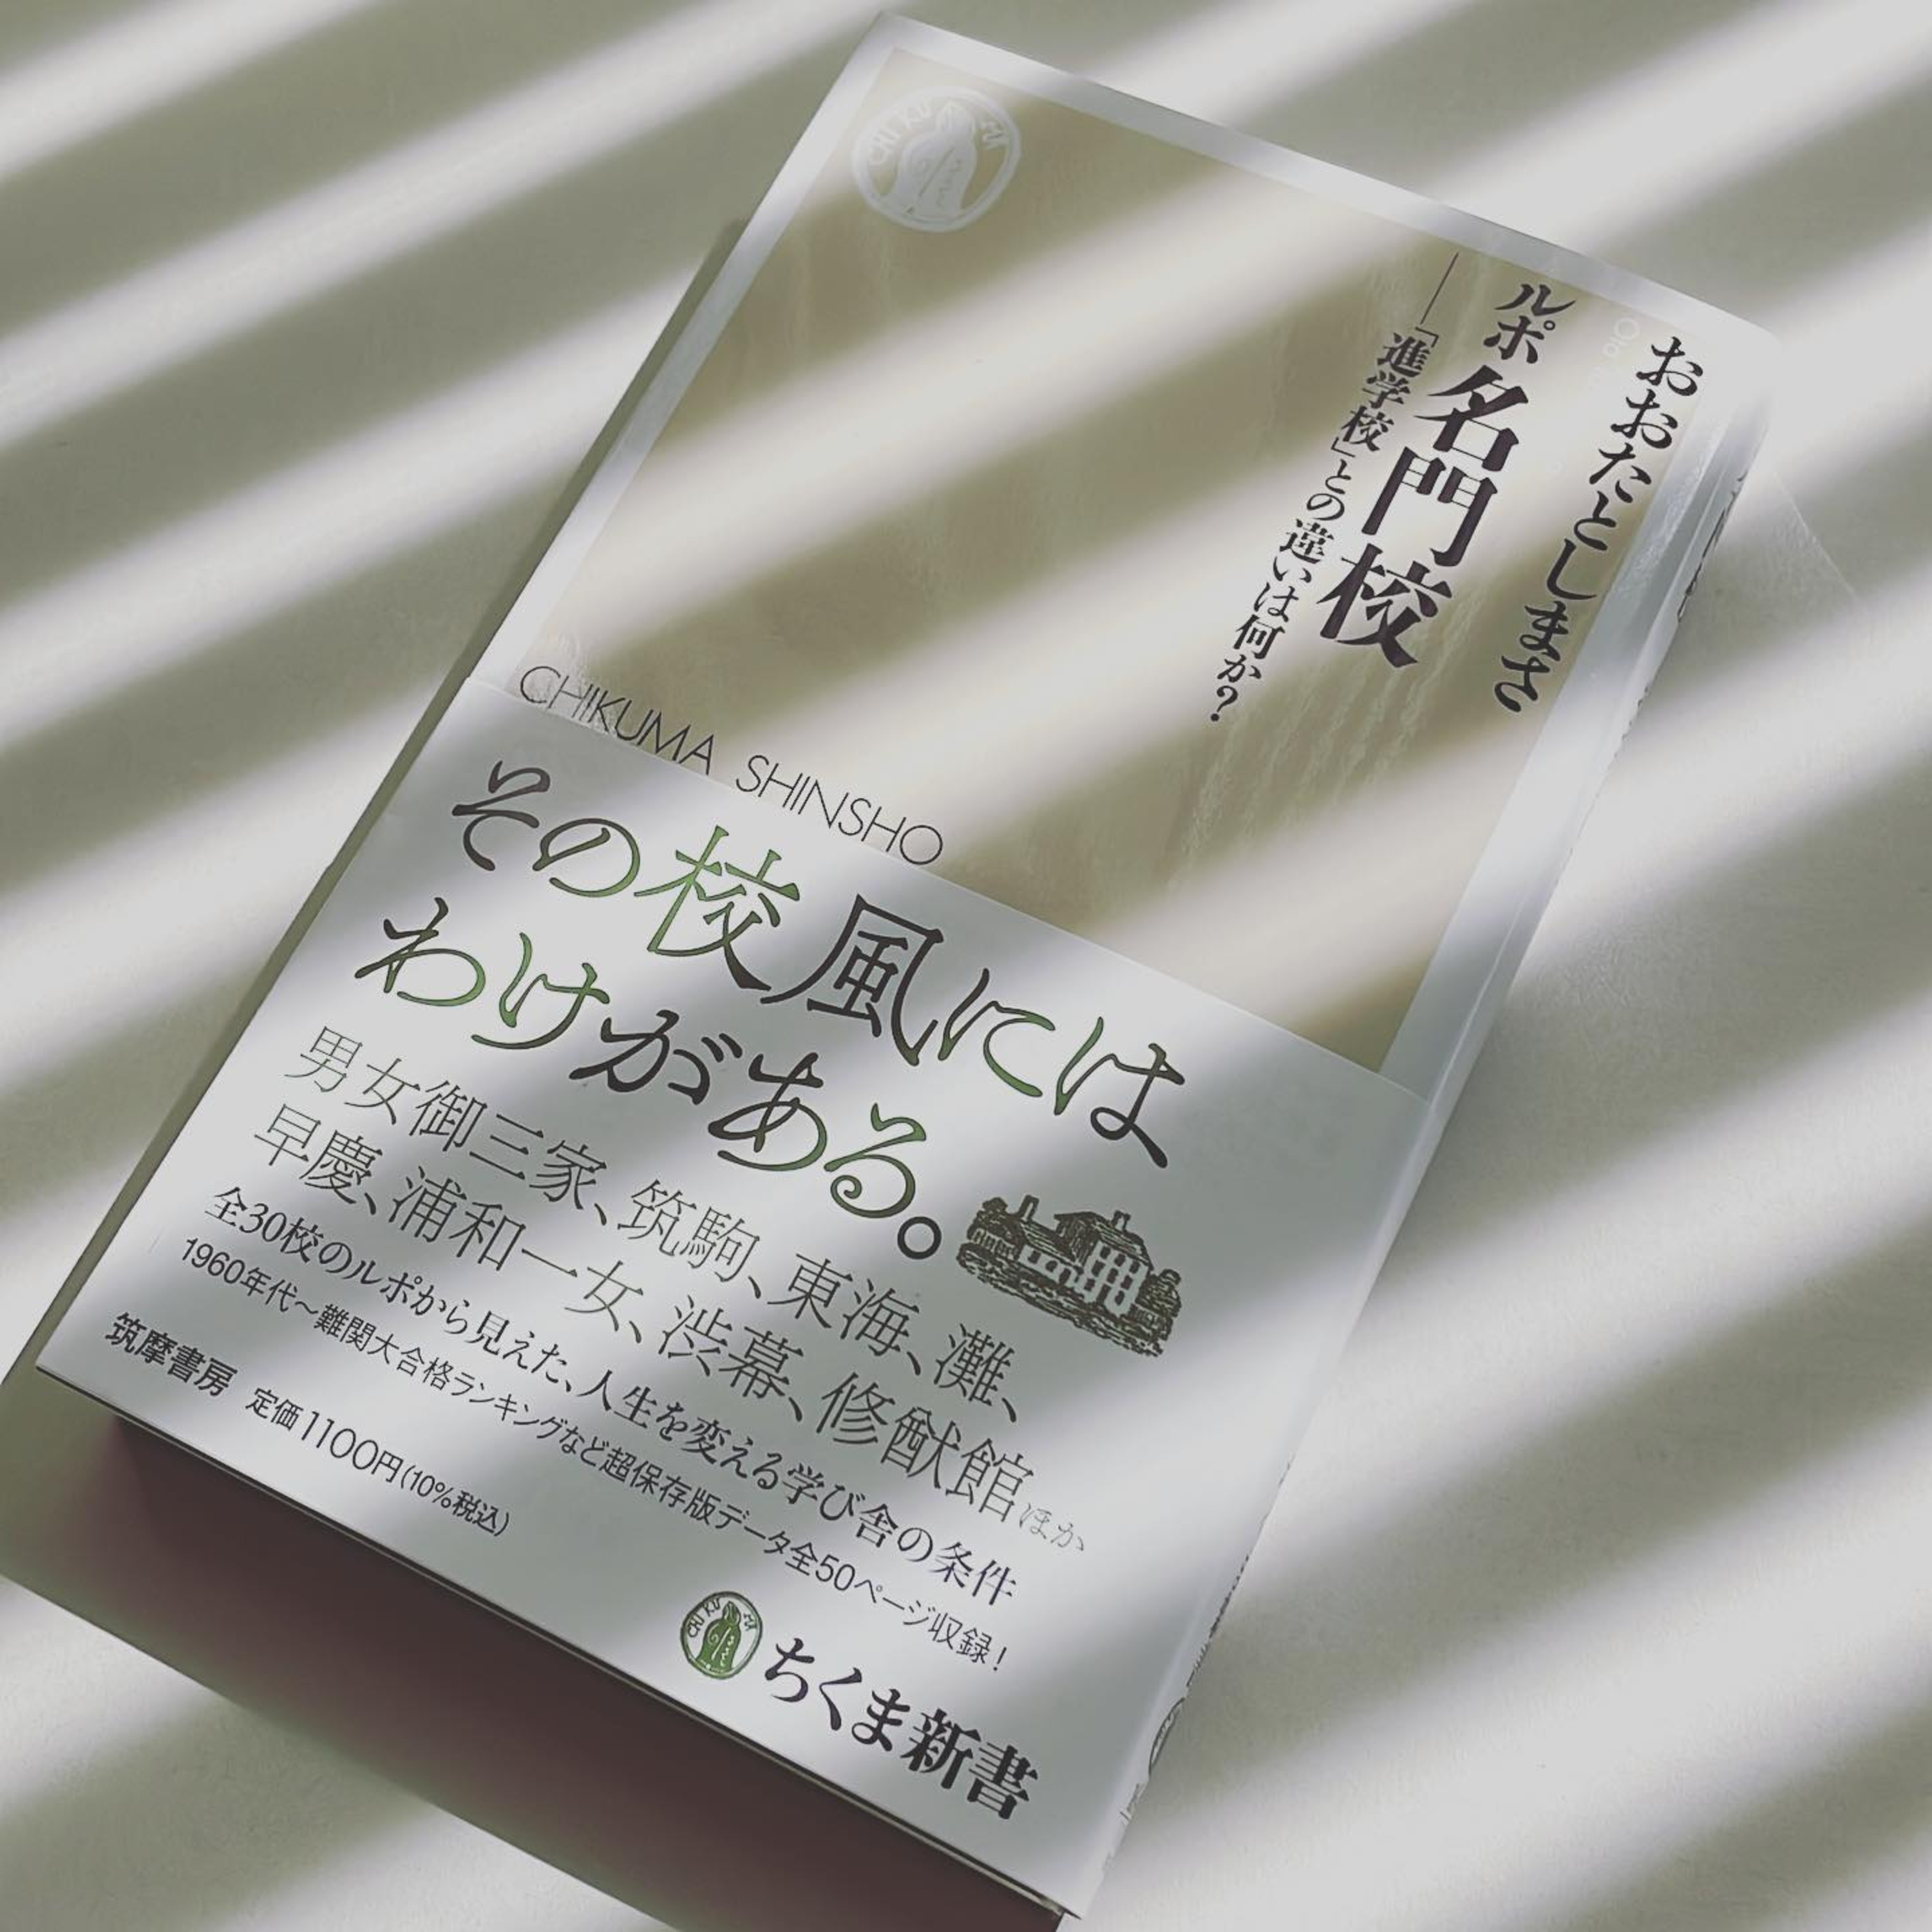 CHIKUMA
おおたとしまさ
ルポ 名門校
──「進学校」との違いは何か?
CHIKUMA SHINSHO
その校風には
わけがある。
男女御三家、筑駒、東海、灘、
早慶、浦和一女、渋幕、修猷館ほか
全30校のルポから見えた、人生を変える学び舎の条件
1960年代〜難関大合格ランキングなど超保存版データ全50ページ収録!
筑摩書房 定価1100円(10%税込)
CHIKUMA
ちくま新書